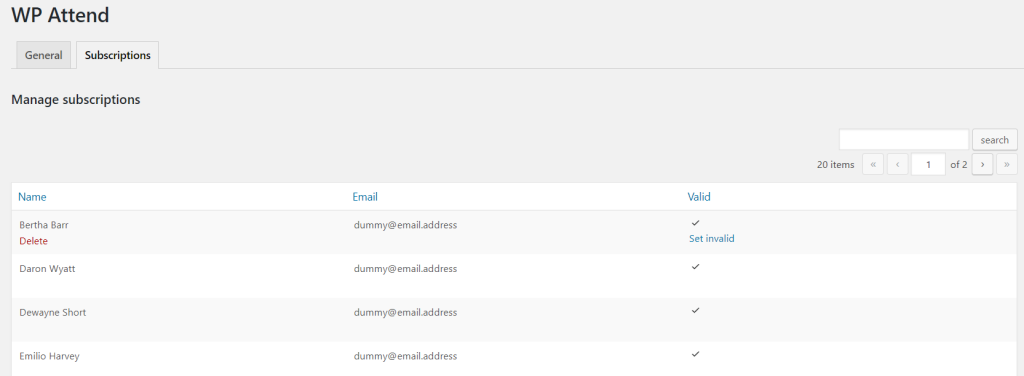 WP Attend
General Subscriptions
Manage subscriptions
search
20 items « ‹ 1 of 2 › »
Name Email Valid
Bertha Barr dummy@email.address ✓
Delete Set invalid
Daron Wyatt dummy@email.address ✓
Dewayne Short dummy@email.address ✓
Emilio Harvey dummy@email.address ✓